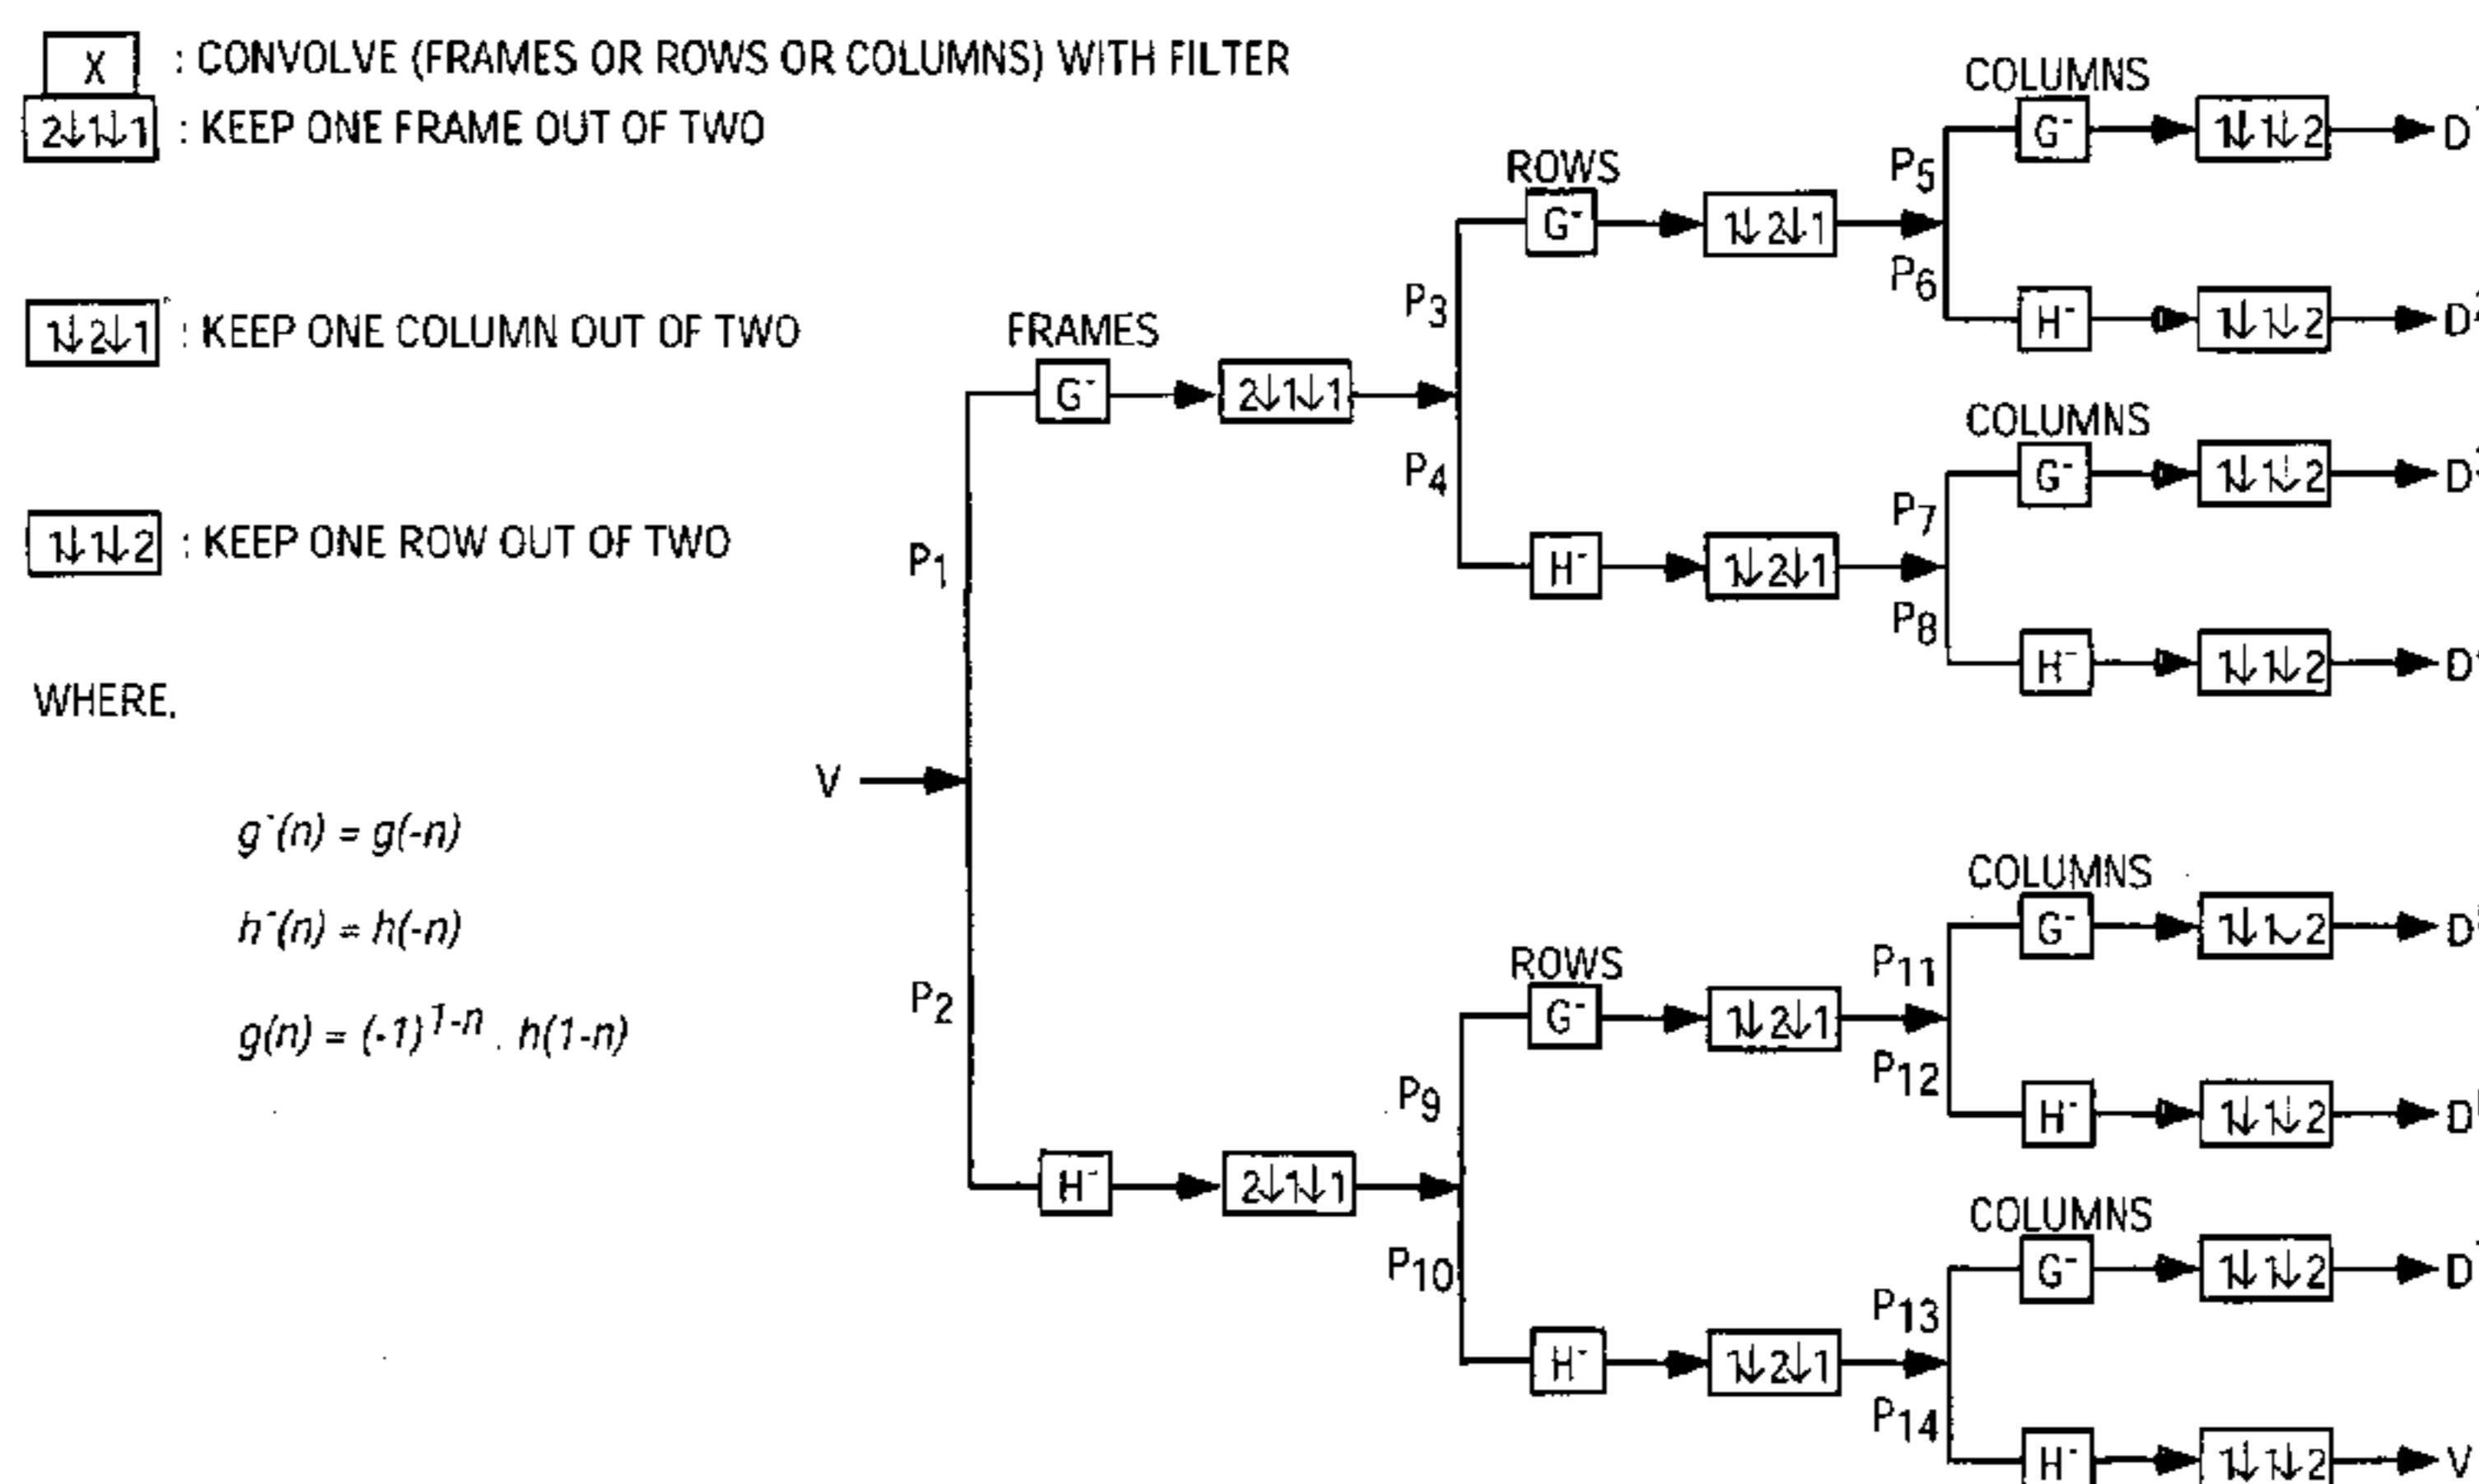 X : CONVOLVE (FRAMES OR ROWS OR COLUMNS) WITH FILTER
2↓1↓1 : KEEP ONE FRAME OUT OF TWO
1↓2↓1 : KEEP ONE COLUMN OUT OF TWO
1↓1↓2 : KEEP ONE ROW OUT OF TWO
WHERE,
g⁻(n) = g(-n)
h⁻(n) = h(-n)
g(n) = (-1)^1-n . h(1-n)
V
P1
P2
FRAMES
G⁻ 2↓1↓1
H⁻ 2↓1↓1
P3
P4
ROWS
G⁻ 1↓2↓1
H⁻ 1↓2↓1
P9
P10
ROWS
G⁻ 1↓2↓1
H⁻ 1↓2↓1
P5
P6
COLUMNS
G⁻ 1↓1↓2 D
H⁻ 1↓1↓2 D
P7
P8
COLUMNS
G⁻ 1↓1↓2 D
H⁻ 1↓1↓2 D
P11
P12
COLUMNS
G⁻ 1↓1↓2 D
H⁻ 1↓1↓2 D
P13
P14
COLUMNS
G⁻ 1↓1↓2 D
H⁻ 1↓1↓2 V